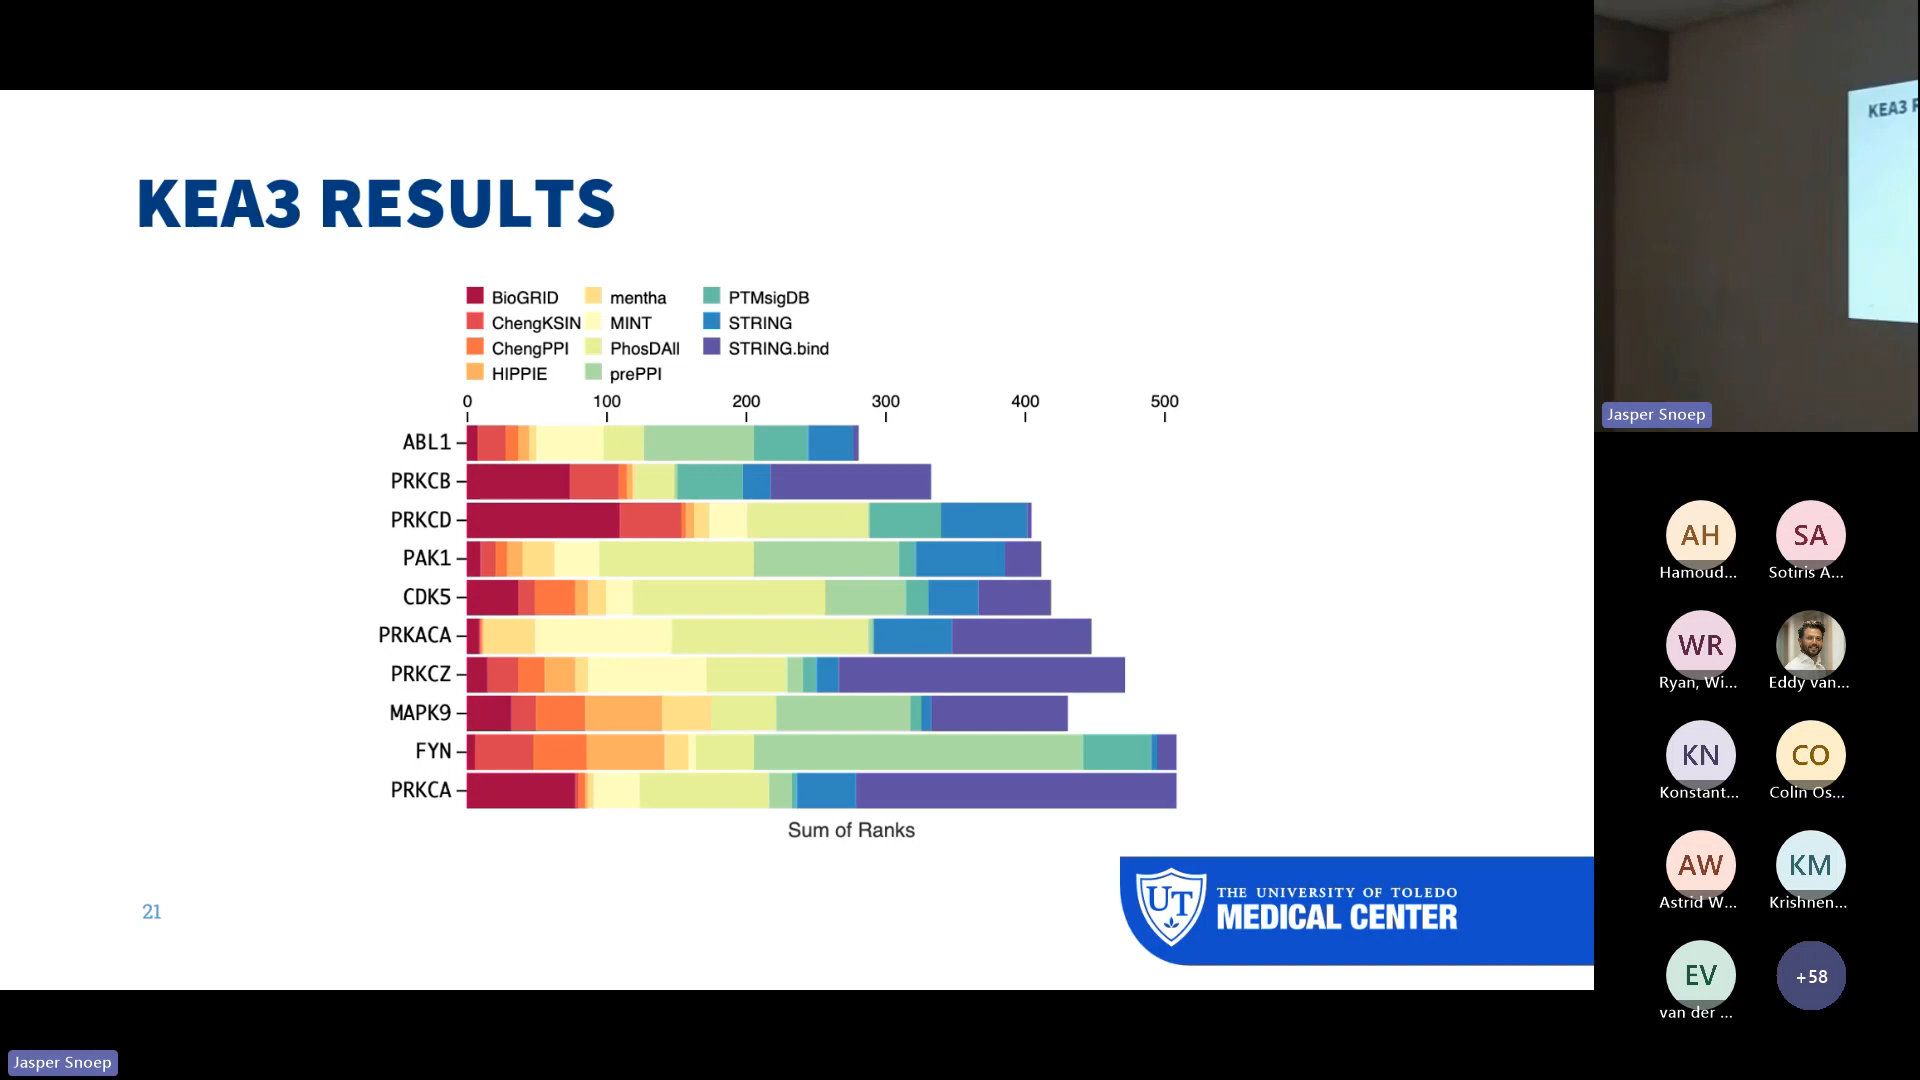 KEA3 RESULTS
BioGRID
ChengKSIN
ChengPPI
HIPPIE
mentha
MINT
PhosDAll
prePPI
PTMsigDB
STRING
STRING.bind
0 100 200 300 400 500
ABL1
PRKCB
PRKCD
PAK1
CDK5
PRKACA
PRKCZ
MAPK9
FYN
PRKCA
Sum of Ranks
21
UT
THE UNIVERSITY OF TOLEDO
MEDICAL CENTER
Jasper Snoep
KEA3
Jasper Snoep
AH
Hamoud...
SA
Sotiris A...
WR
Ryan, Wi...
Eddy van...
KN
Konstant...
CO
Colin Os...
AW
Astrid W...
KM
Krishnen...
EV
van der ...
+58